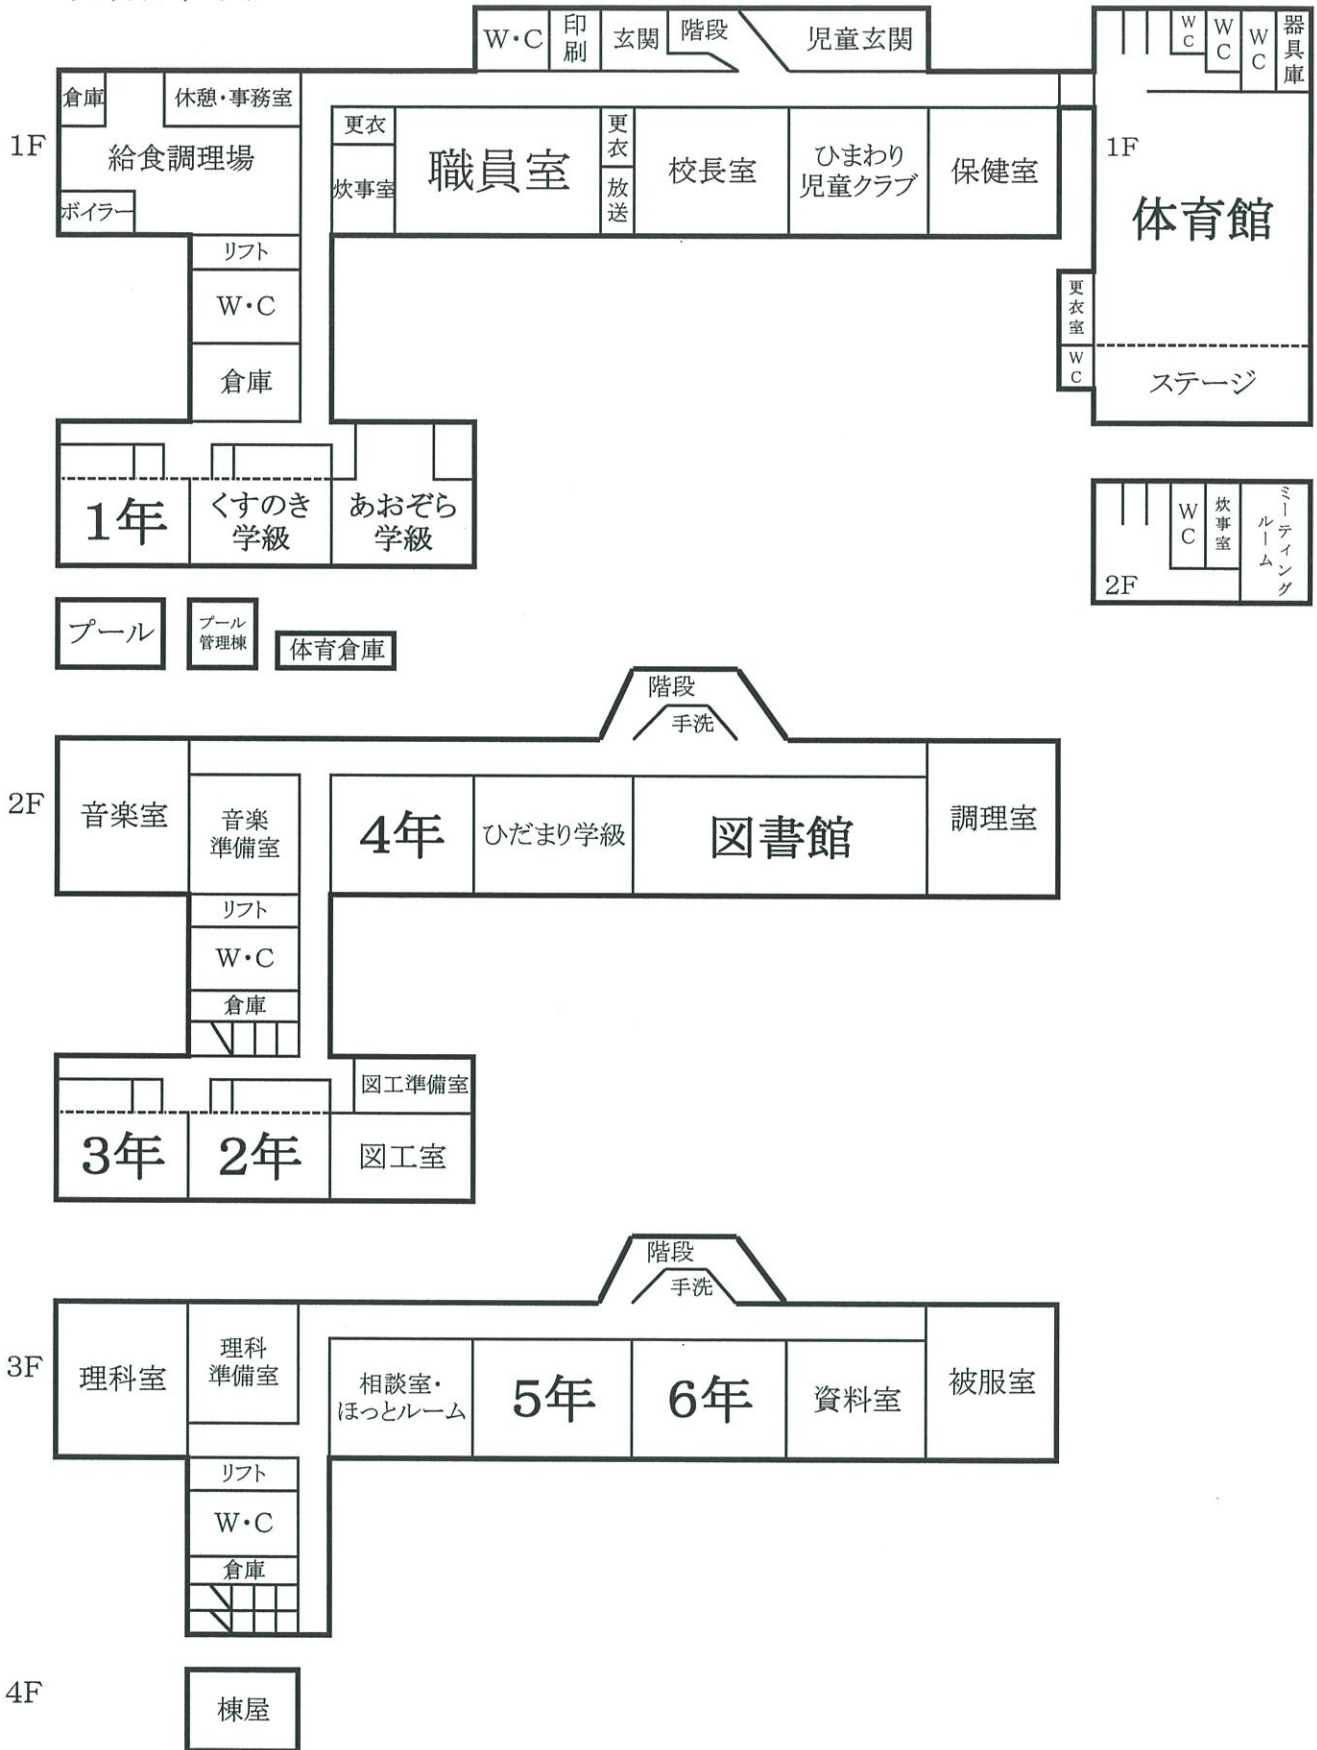 W・C
印刷
玄関
階段
児童玄関
WC
WC
WC
器具庫
倉庫
休憩・事務室
1F
給食調理場
ボイラー
更衣
炊事室
職員室
更衣
放送
校長室
ひまわり
児童クラブ
保健室
1F
体育館
リフト
W・C
倉庫
更衣室
WC
ステージ
1年
くすのき
学級
あおぞら
学級
WC
炊事室
ミーティング
ルーム
2F
プール
プール
管理棟
体育倉庫
階段
手洗
2F
音楽室
音楽
準備室
4年
ひだまり学級
図書館
調理室
リフト
W・C
倉庫
図工準備室
3年
2年
図工室
階段
手洗
3F
理科室
理科
準備室
相談室・
ほっとルーム
5年
6年
資料室
被服室
リフト
W・C
倉庫
4F
棟屋